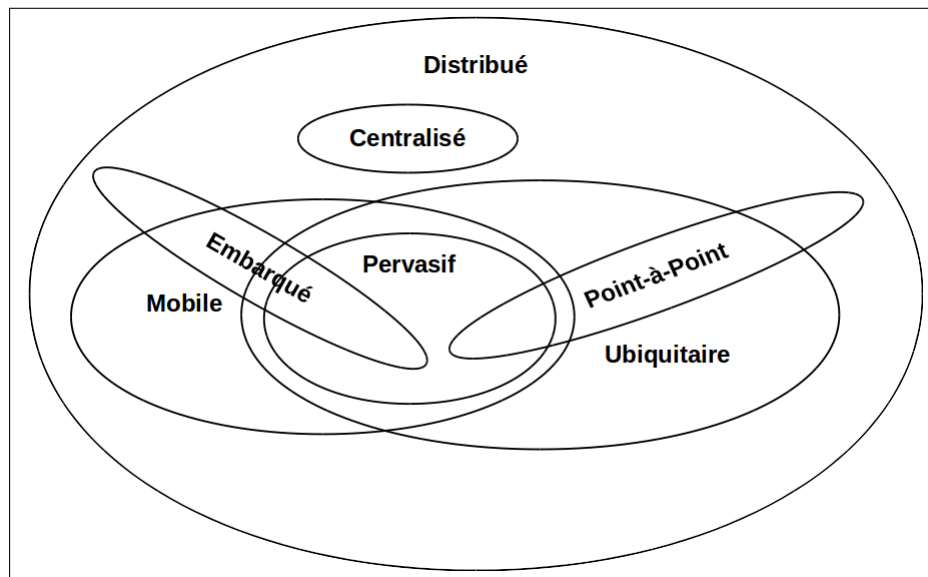 Distribué
Centralisé
Embarqué
Pervasif
Point-à-Point
Mobile
Ubiquitaire